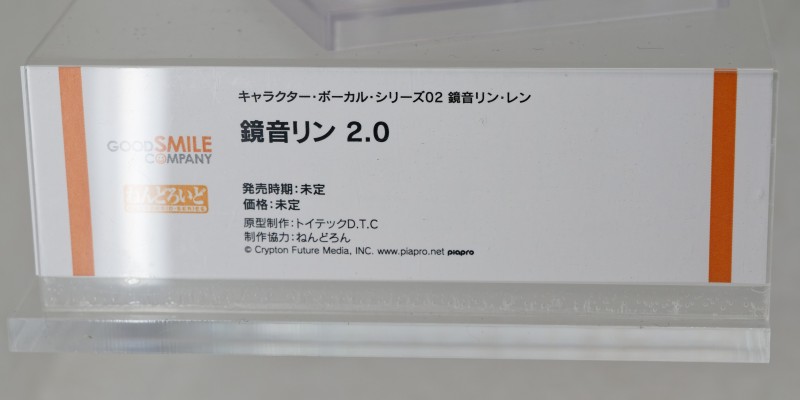 キャラクター・ボーカル・シリーズ02 鏡音リン・レン
鏡音リン 2.0
GOOD SMILE
COMPANY
ねんどろいど
発売時期:未定
価格:未定
原型制作:トイテックD.T.C
制作協力:ねんどろん
© Crypton Future Media, INC. www.piapro.net piapro